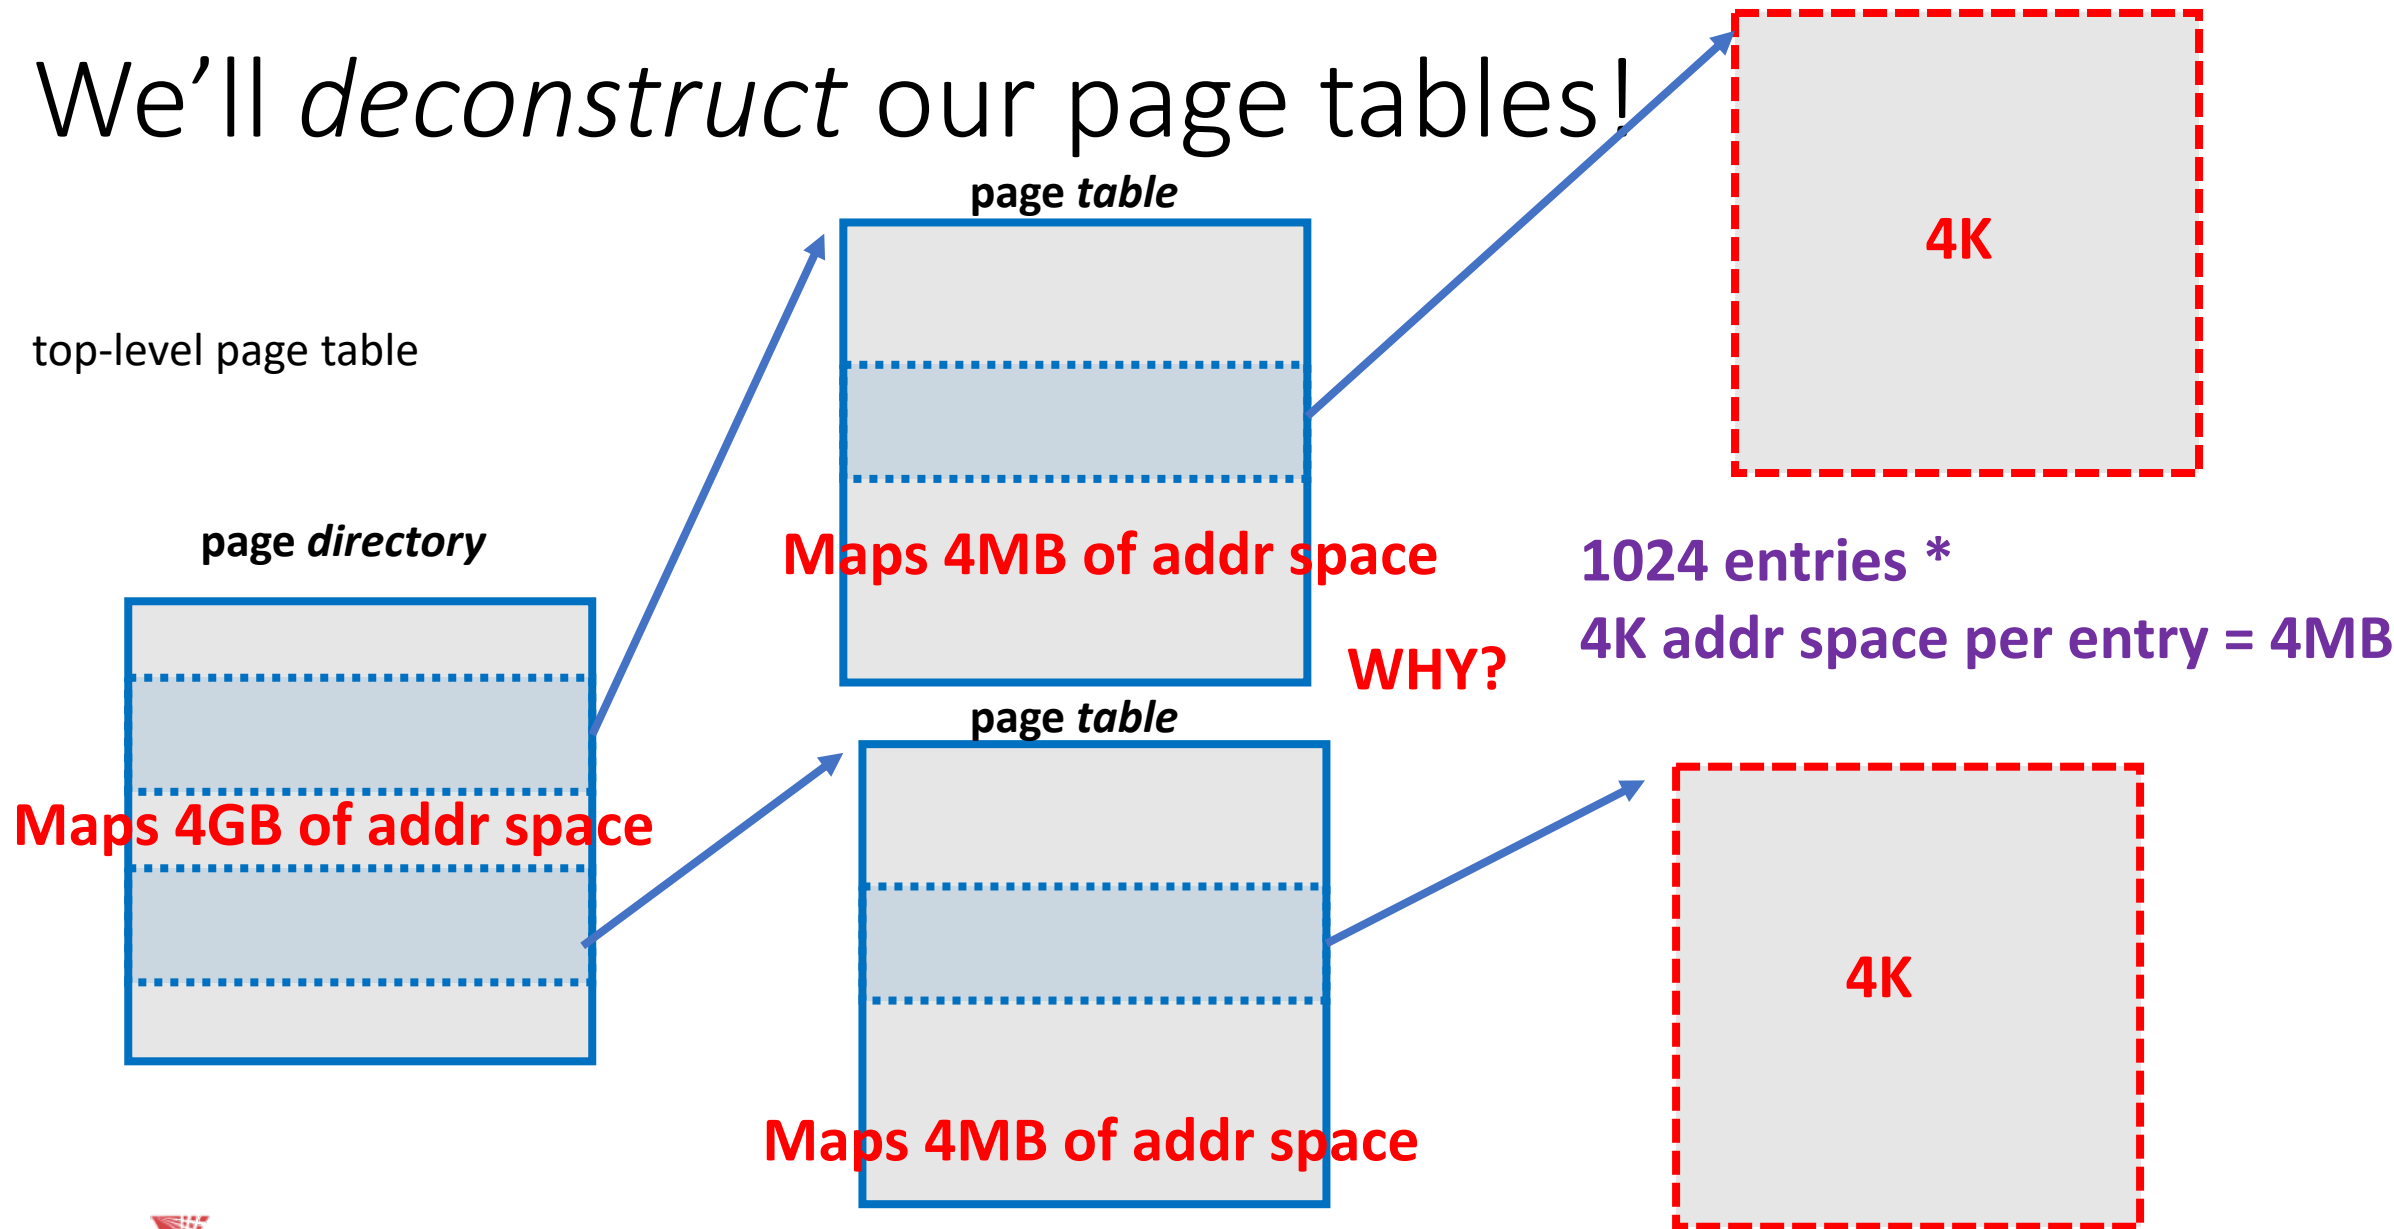 We’ll deconstruct our page tables!
top-level page table
page directory
Maps 4GB of addr space
page table
Maps 4MB of addr space
WHY?
page table
Maps 4MB of addr space
4K
1024 entries *
4K addr space per entry = 4MB
4K